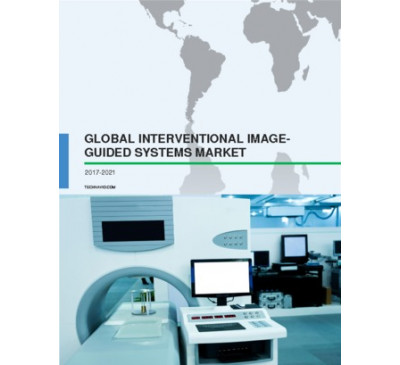 GLOBAL INTERVENTIONAL IMAGE-
GUIDED SYSTEMS MARKET
2017-2021
TECHNAVIO.COM